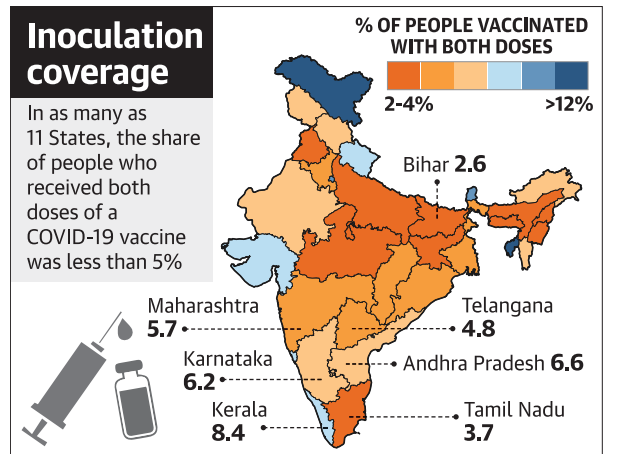 Inoculation
coverage
In as many as
11 States, the share
of people who
received both
doses of a
COVID-19 vaccine
was less than 5%
% OF PEOPLE VACCINATED
WITH BOTH DOSES
2-4%
>12%
Bihar 2.6
Maharashtra
5.7
Telangana
4.8
Karnataka
6.2
Andhra Pradesh 6.6
Kerala
8.4
Tamil Nadu
3.7